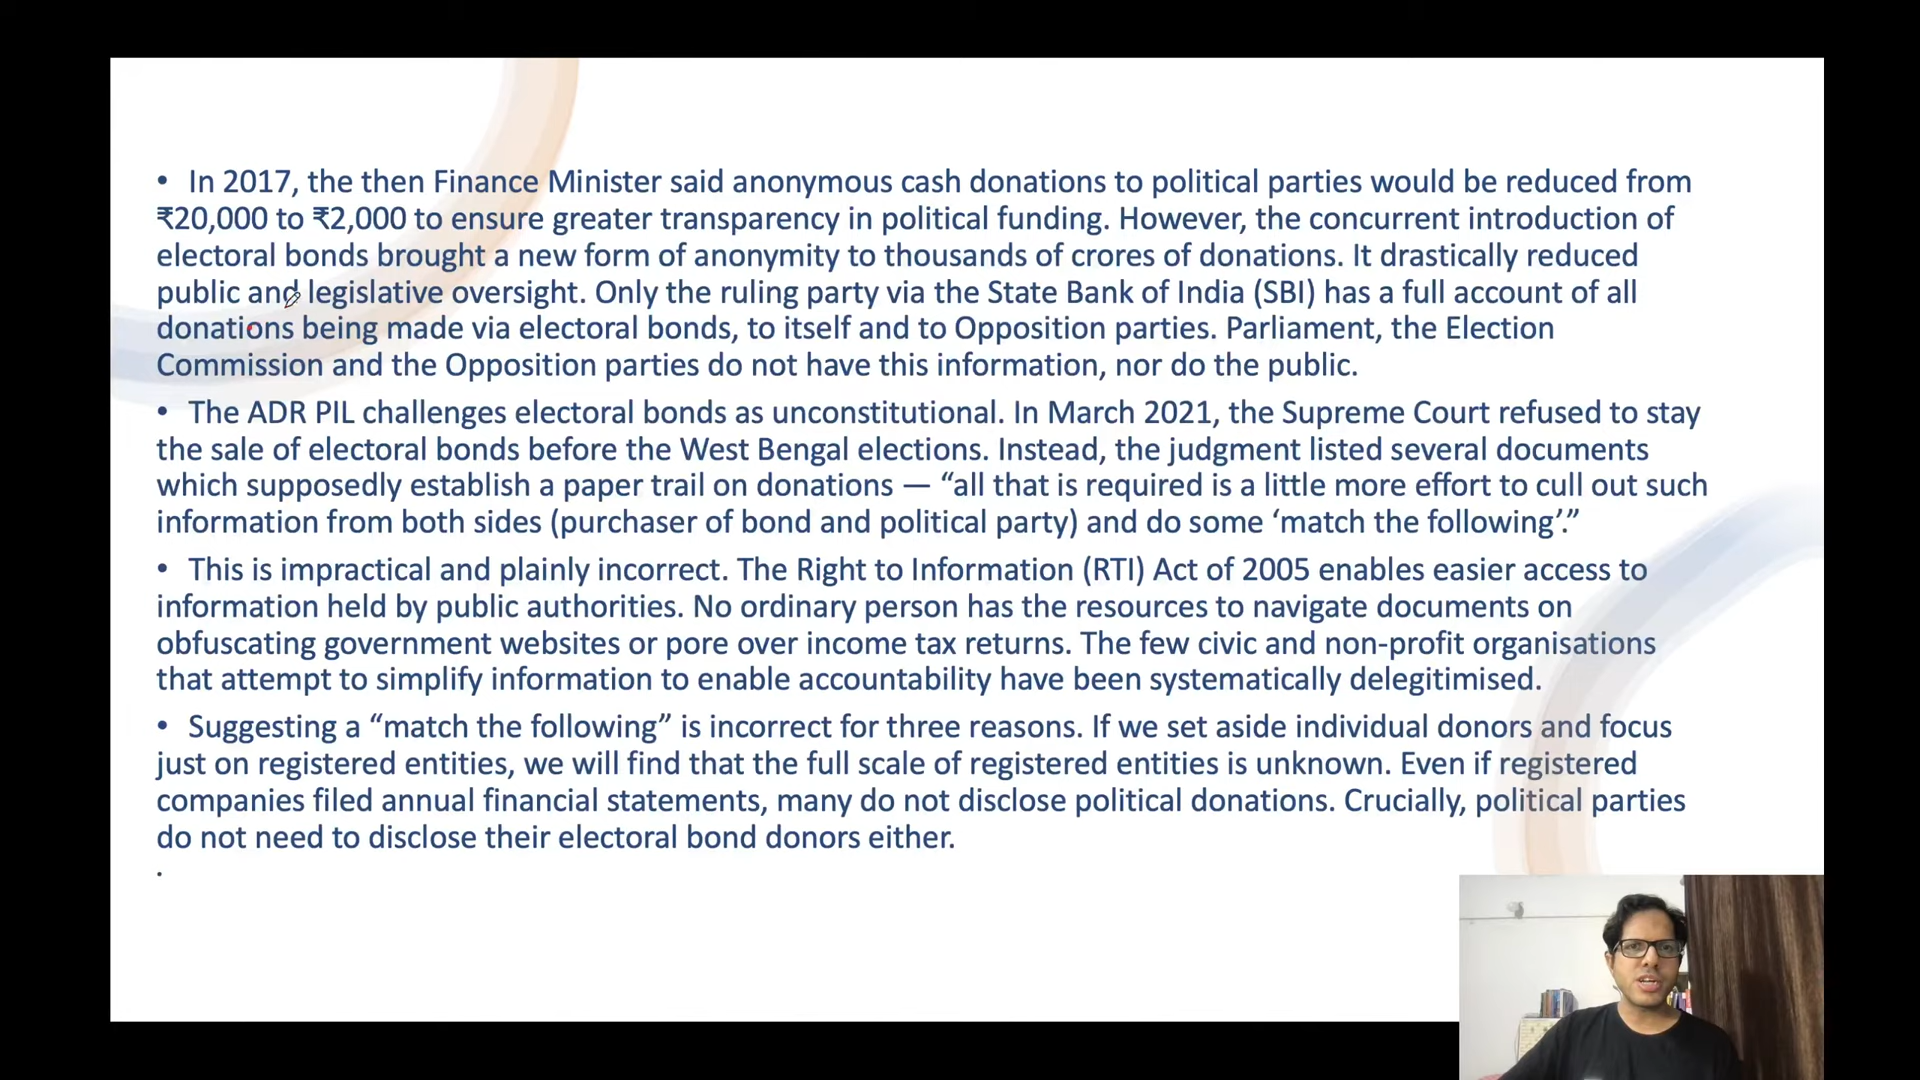 • In 2017, the then Finance Minister said anonymous cash donations to political parties would be reduced from
₹20,000 to ₹2,000 to ensure greater transparency in political funding. However, the concurrent introduction of
electoral bonds brought a new form of anonymity to thousands of crores of donations. It drastically reduced
public and legislative oversight. Only the ruling party via the State Bank of India (SBI) has a full account of all
donations being made via electoral bonds, to itself and to Opposition parties. Parliament, the Election
Commission and the Opposition parties do not have this information, nor do the public.
• The ADR PIL challenges electoral bonds as unconstitutional. In March 2021, the Supreme Court refused to stay
the sale of electoral bonds before the West Bengal elections. Instead, the judgment listed several documents
which supposedly establish a paper trail on donations — “all that is required is a little more effort to cull out such
information from both sides (purchaser of bond and political party) and do some ‘match the following’.”
• This is impractical and plainly incorrect. The Right to Information (RTI) Act of 2005 enables easier access to
information held by public authorities. No ordinary person has the resources to navigate documents on
obfuscating government websites or pore over income tax returns. The few civic and non-profit organisations
that attempt to simplify information to enable accountability have been systematically delegitimised.
• Suggesting a “match the following” is incorrect for three reasons. If we set aside individual donors and focus
just on registered entities, we will find that the full scale of registered entities is unknown. Even if registered
companies filed annual financial statements, many do not disclose political donations. Crucially, political parties
do not need to disclose their electoral bond donors either.
•